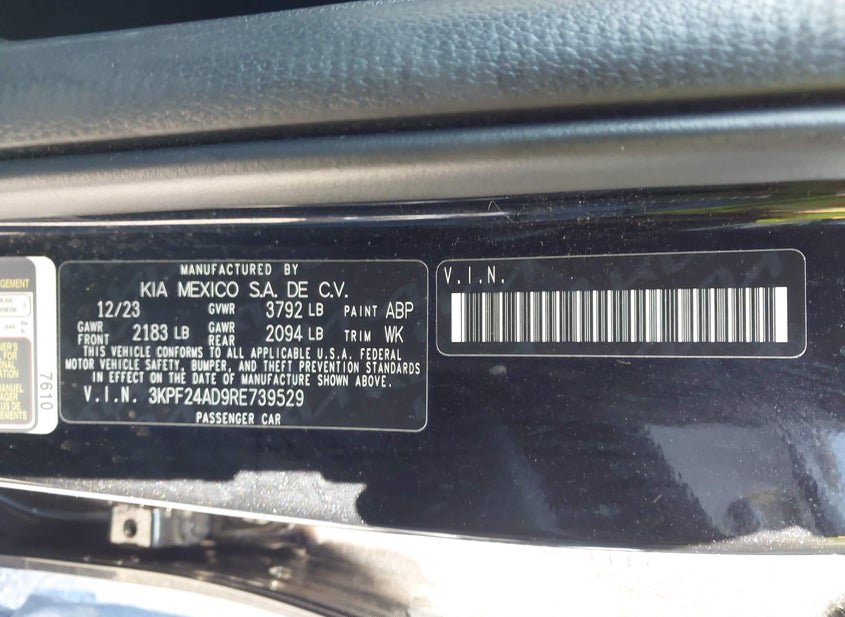 MANUFACTURED BY
KIA MEXICO S.A. DE C.V.
12/23 GVWR 3792 LB PAINT ABP
GAWR FRONT 2183 LB GAWR REAR 2094 LB TRIM WK
THIS VEHICLE CONFORMS TO ALL APPLICABLE U.S.A. FEDERAL
MOTOR VEHICLE SAFETY, BUMPER, AND THEFT PREVENTION STANDARDS
IN EFFECT ON THE DATE OF MANUFACTURE SHOWN ABOVE.
V.I.N. 3KPF24AD9RE739529
PASSENGER CAR
V.I.N.
7610